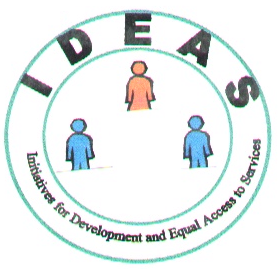 IDEAS
Initiatives for Development and Equal Access to Services